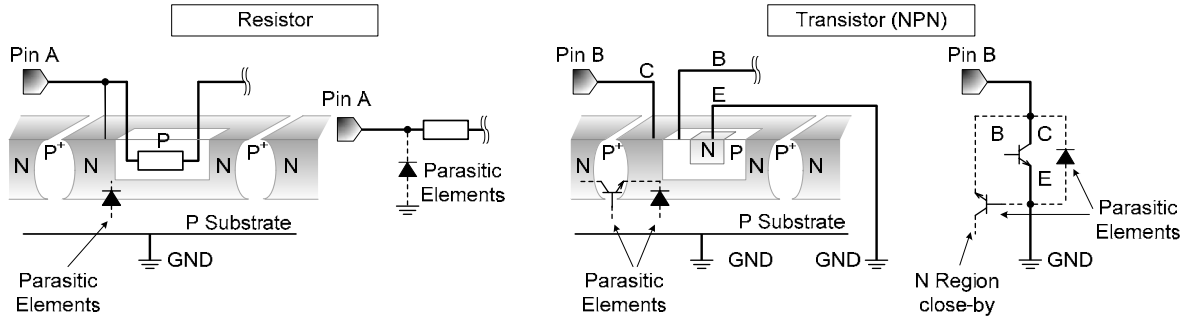 Resistor
Transistor (NPN)
Pin A
Pin B
C
B
E
Pin B
Pin A
N
P+
N
P
N
P+
N
Parasitic
Elements
N
P+
N
N
P
N
P+
N
B
C
E
P Substrate
GND
Parasitic
Elements
P Substrate
GND
GND
Parasitic
Elements
Parasitic
Elements
GND
N Region
close-by